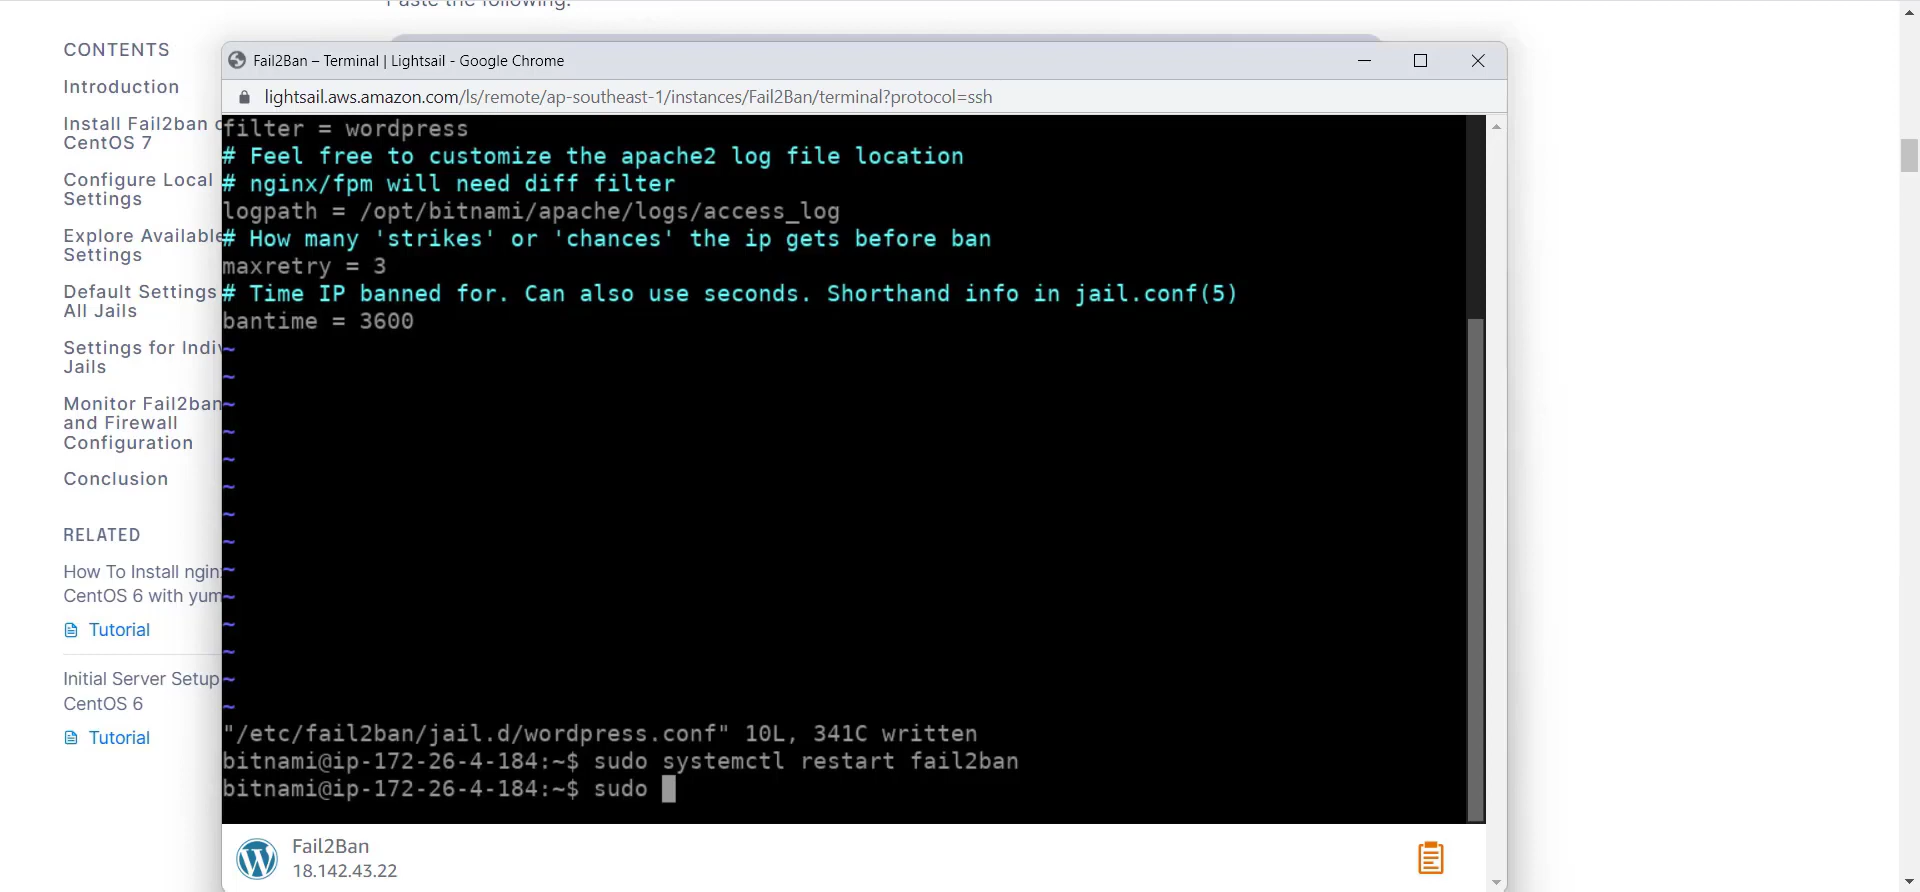 Paste the following:
CONTENTS
Introduction
Install Fail2ban
CentOS 7
Configure Local
Settings
Explore Available
Settings
Default Settings
All Jails
Settings for
Jails
Monitor Fail2ban
and Firewall
Configuration
Conclusion
RELATED
How To Install
CentOS 6 with yum
Tutorial
Initial Server Setup
CentOS 6
Tutorial
Fail2Ban – Terminal | Lightsail - Google Chrome
lightsail.aws.amazon.com/ls/remote/ap-southeast-1/instances/Fail2Ban/terminal?protocol=ssh
filter = wordpress
# Feel free to customize the apache2 log file location
# nginx/fpm will need diff filter
logpath = /opt/bitnami/apache/logs/access_log
# How many 'strikes' or 'chances' the ip gets before ban
maxretry = 3
# Time IP banned for. Can also use seconds. Shorthand info in jail.conf(5)
bantime = 3600
~
~
~
~
~
~
~
~
~
~
~
~
~
~
"/etc/fail2ban/jail.d/wordpress.conf" 10L, 341C written
bitnami@ip-172-26-4-184:~$ sudo systemctl restart fail2ban
bitnami@ip-172-26-4-184:~$ sudo
Fail2Ban
18.142.43.22